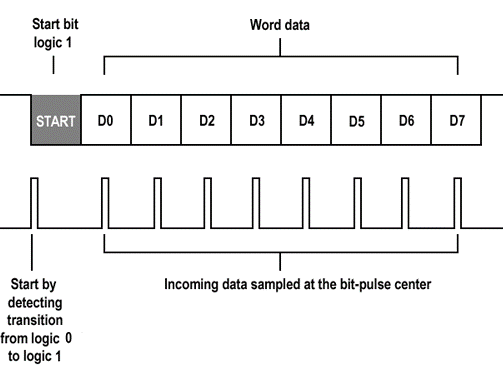 Start bit
logic 1
Word data
START D0 D1 D2 D3 D4 D5 D6 D7
Start by
detecting
transition
from logic 0
to logic 1
Incoming data sampled at the bit-pulse center